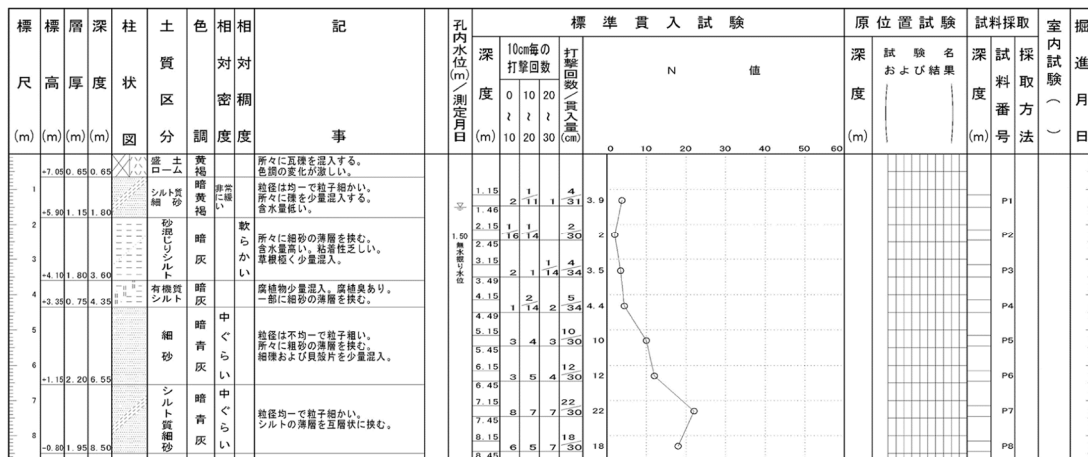 標尺(m) 標高(m) 層厚(m) 深度(m) 柱状図 土質区分 色調 相対密度 相対稠度 記事 孔内水位(m)/測定月日 標準貫入試験 原位置試験 試料採取 室内試験( ) 掘進月日
深度(m) 10cm毎の打撃回数 打撃回数/貫入量(cm) N値 深度(m) 試験名および結果 深度(m) 試料番号 採取方法
0～10 10～20 20～30
0 10 20 30 40 50 60
+7.05 0.65 0.65 盛土ローム 黄褐 所々に瓦礫を混入する。
色調の変化が激しい。
1 +5.90 1.15 1.80 シルト質細砂 暗黄褐 非常に緩い 粒径は均一で粒子細かい。
所々に礫を少量混入する。
含水量低い。
1.15 1.46 2 1/11 1 4/31 3.9 P1
2 3 +4.10 1.80 3.60 砂混じりシルト 暗灰 軟らかい 所々に細砂の薄層を挟む。
含水量高い。粘着性乏しい。
草根極く少量混入。
1.50 無水掘り水位
2.15 2.45 1/16 1/14 2/30 2 P2
3.15 3.49 2 1 1/14 4/34 3.5 P3
4 +3.35 0.75 4.35 有機質シルト 暗灰 腐植物少量混入。腐植臭あり。
一部に細砂の薄層を挟む。
4.15 4.49 1 2/14 2 5/34 4.4 P4
5 6 +1.15 2.20 6.55 細砂 暗青灰 中ぐらい 粒径は不均一で粒子粗い。
所々に粗砂の薄層を挟む。
細礫および貝殻片を少量混入。
5.15 5.45 3 4 3 10/30 10 P5
6.15 6.45 3 5 4 12/30 12 P6
7 8 -0.80 1.95 8.50 シルト質細砂 暗青灰 中ぐらい 粒径均一で粒子細かい。
シルトの薄層を互層状に挟む。
7.15 7.45 8 7 7 22/30 22 P7
8.15 8.45 6 5 7 18/30 18 P8